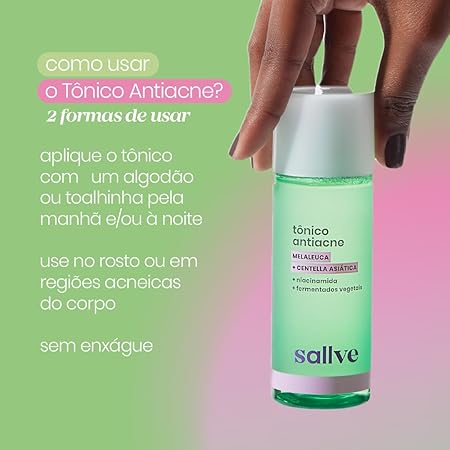 como usar
o Tônico Antiacne?
2 formas de usar
aplique o tônico
com um algodão
ou toalhinha pela
manhã e/ou à noite
use no rosto ou em
regiões acneicas
do corpo
sem enxágue
tônico
antiacne
MELALEUCA
+ CENTELLA ASIÁTICA
+ niacinamida
+ fermentados vegetais
sallve